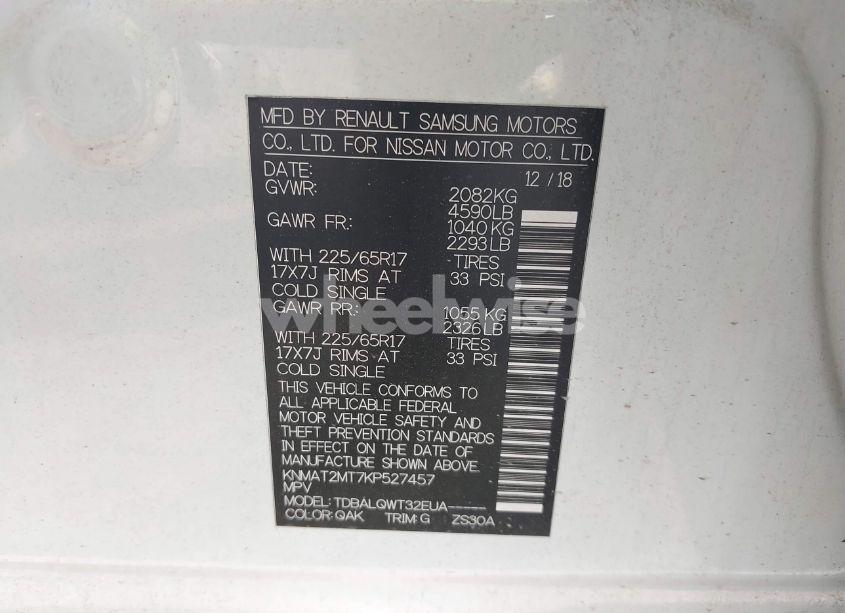 MFD BY RENAULT SAMSUNG MOTORS
CO., LTD. FOR NISSAN MOTOR CO., LTD.
DATE: 12 / 18
GVWR: 2082KG
4590LB
GAWR FR.: 1040 KG
2293 LB
WITH 225/65R17 TIRES
17X7J RIMS AT 33 PSI
COLD SINGLE
GAWR RR.: 1055 KG
2326 LB
WITH 225/65R17 TIRES
17X7J RIMS AT 33 PSI
COLD SINGLE
THIS VEHICLE CONFORMS TO
ALL APPLICABLE FEDERAL
MOTOR VEHICLE SAFETY AND
THEFT PREVENTION STANDARDS
IN EFFECT ON THE DATE OF
MANUFACTURE SHOWN ABOVE.
KNMAT2MT7KP527457
MPV
MODEL: TDBALQWT32EUA-----
COLOR: QAK TRIM: G ZS30A
wheelwise